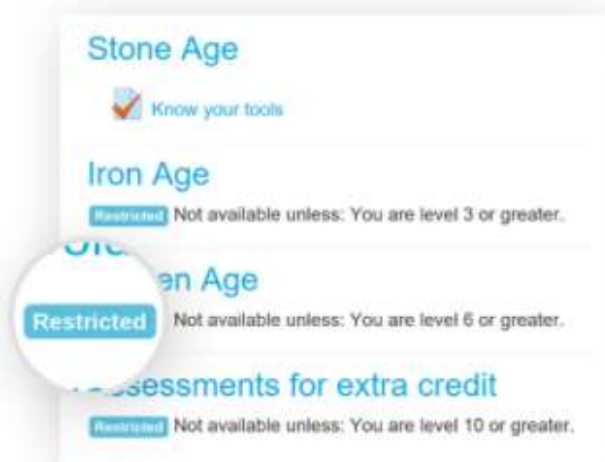 Stone Age
Know your tools
Iron Age
Restricted Not available unless: You are level 3 or greater.
en Age
Restricted Not available unless: You are level 6 or greater.
Assessments for extra credit
Restricted Not available unless: You are level 10 or greater.